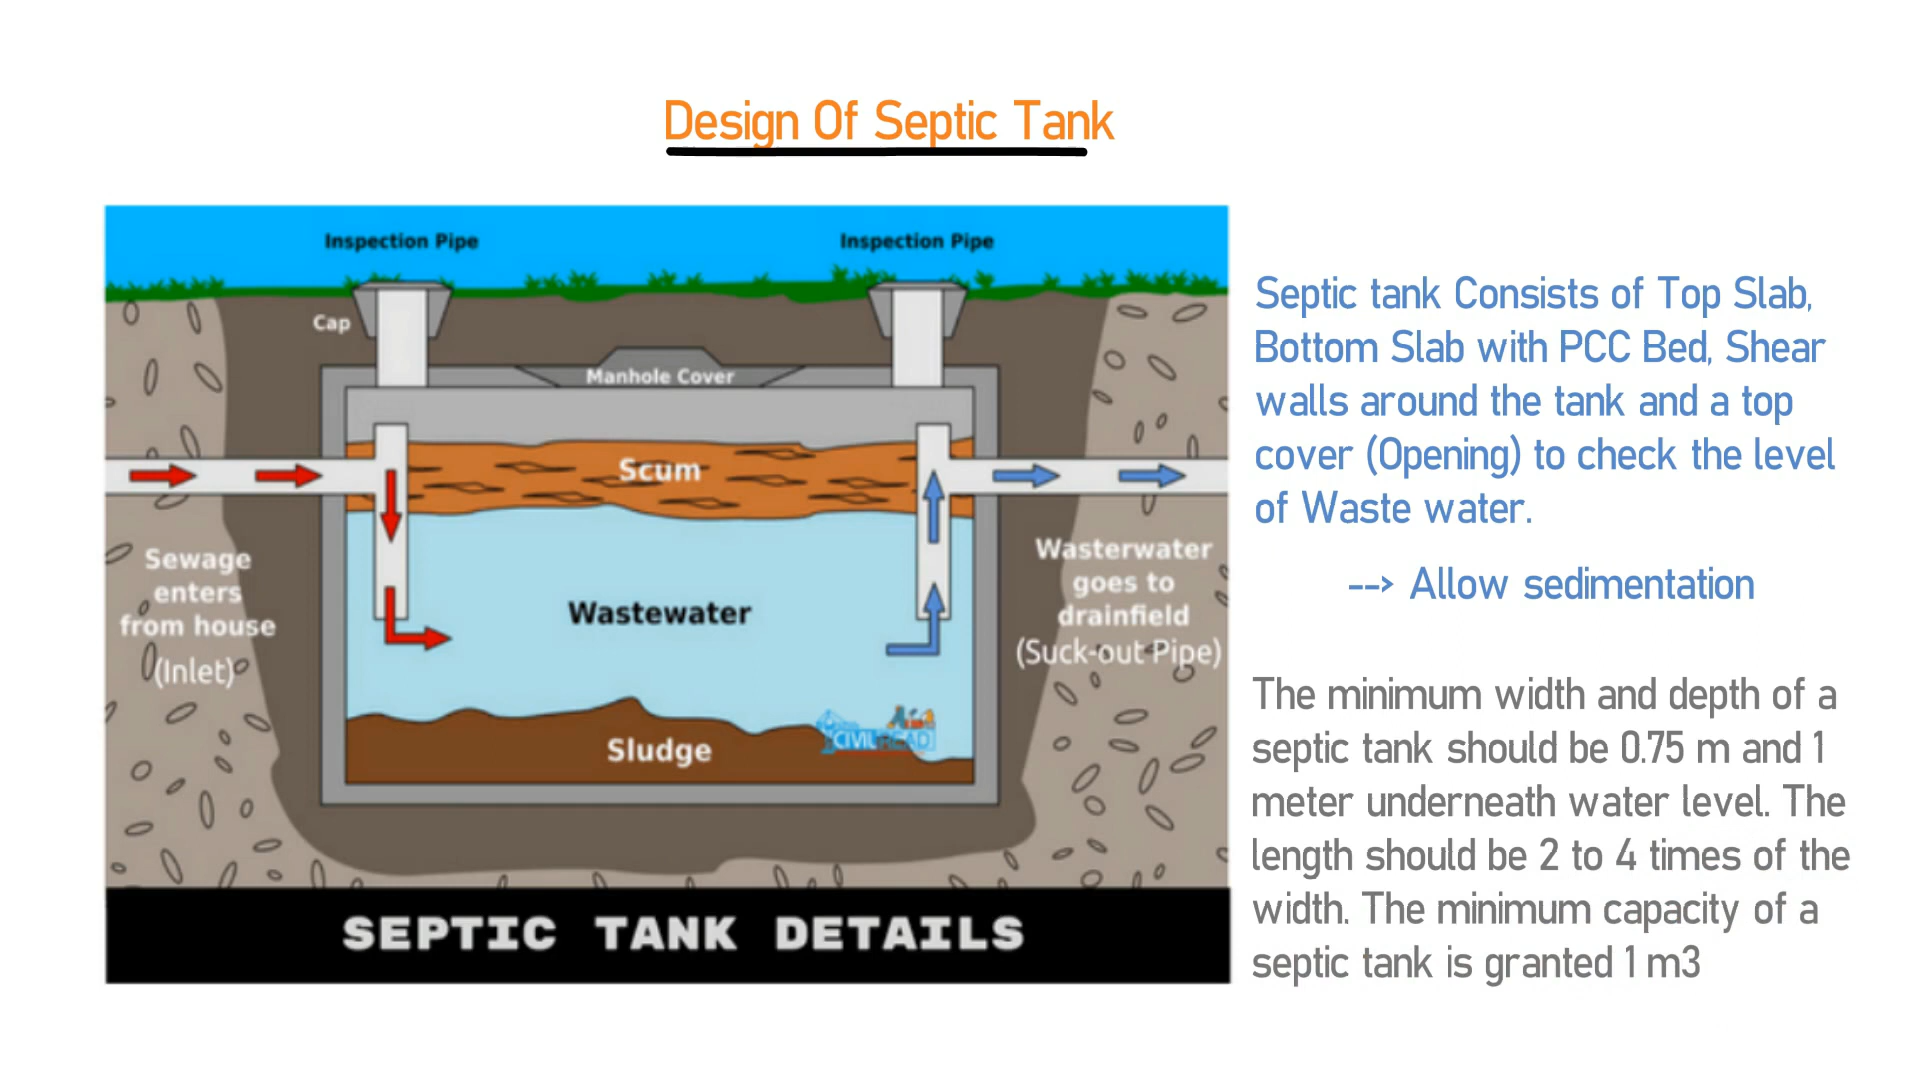 Design Of Septic Tank
Inspection Pipe
Inspection Pipe
Cap
Manhole Cover
Scum
Sewage
enters
from house
(Inlet)
Wastewater
Wasterwater
goes to
drainfield
(Suck-out Pipe)
Sludge
CIVIL READ
SEPTIC TANK DETAILS
Septic tank Consists of Top Slab,
Bottom Slab with PCC Bed, Shear
walls around the tank and a top
cover (Opening) to check the level
of Waste water.
--> Allow sedimentation
The minimum width and depth of a
septic tank should be 0.75 m and 1
meter underneath water level. The
length should be 2 to 4 times of the
width. The minimum capacity of a
septic tank is granted 1 m3